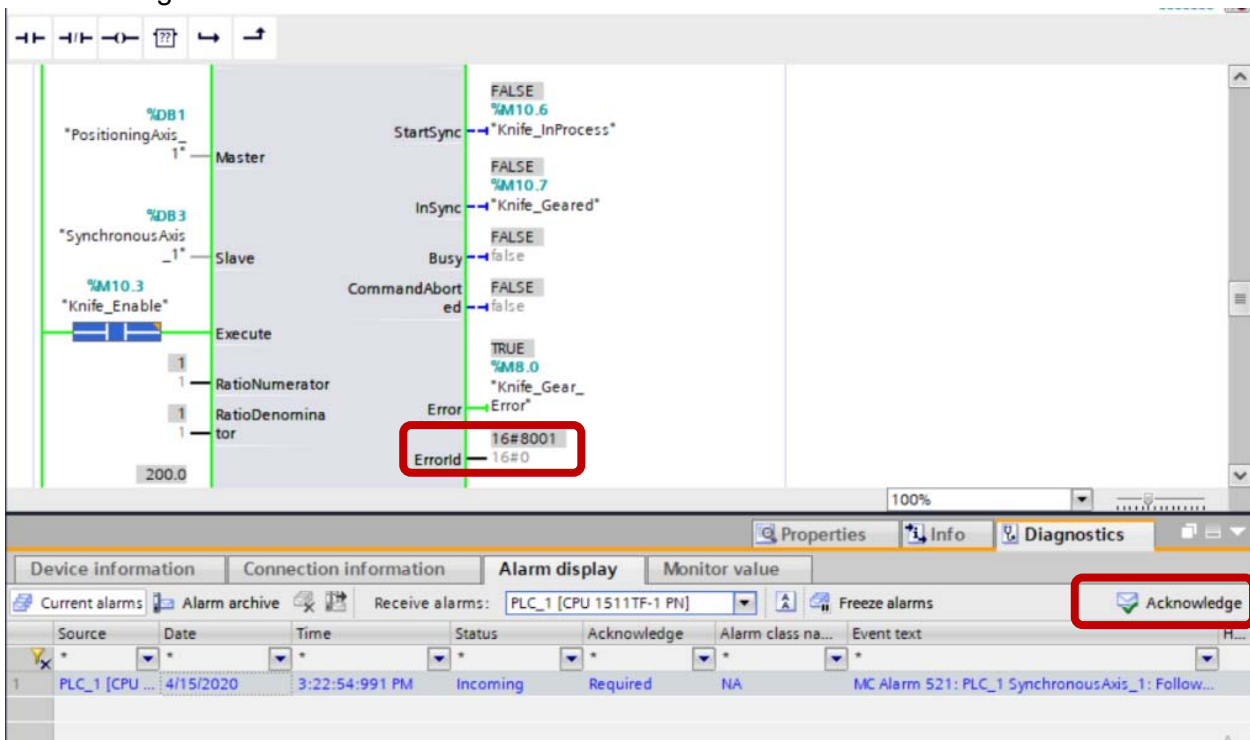 ??
%DB1
"PositioningAxis_
1"
Master
%DB3
"SynchronousAxis
_1"
Slave
%M10.3
"Knife_Enable"
Execute
1
1
RatioNumerator
1
1
RatioDenomina
tor
200.0
StartSync
FALSE
%M10.6
"Knife_InProcess"
InSync
FALSE
%M10.7
"Knife_Geared"
Busy
FALSE
false
CommandAbort
ed
FALSE
false
Error
TRUE
%M8.0
"Knife_Gear_
Error"
ErrorId
16#8001
16#0
100%
Properties
Info
Diagnostics
Device information
Connection information
Alarm display
Monitor value
Current alarms
Alarm archive
Receive alarms:
PLC_1 [CPU 1511TF-1 PN]
Freeze alarms
Acknowledge
Source Date Time Status Acknowledge Alarm class na... Event text H...
* * * * * * *
1 PLC_1 [CPU ... 4/15/2020 3:22:54:991 PM Incoming Required NA MC Alarm 521: PLC_1 SynchronousAxis_1: Follow...